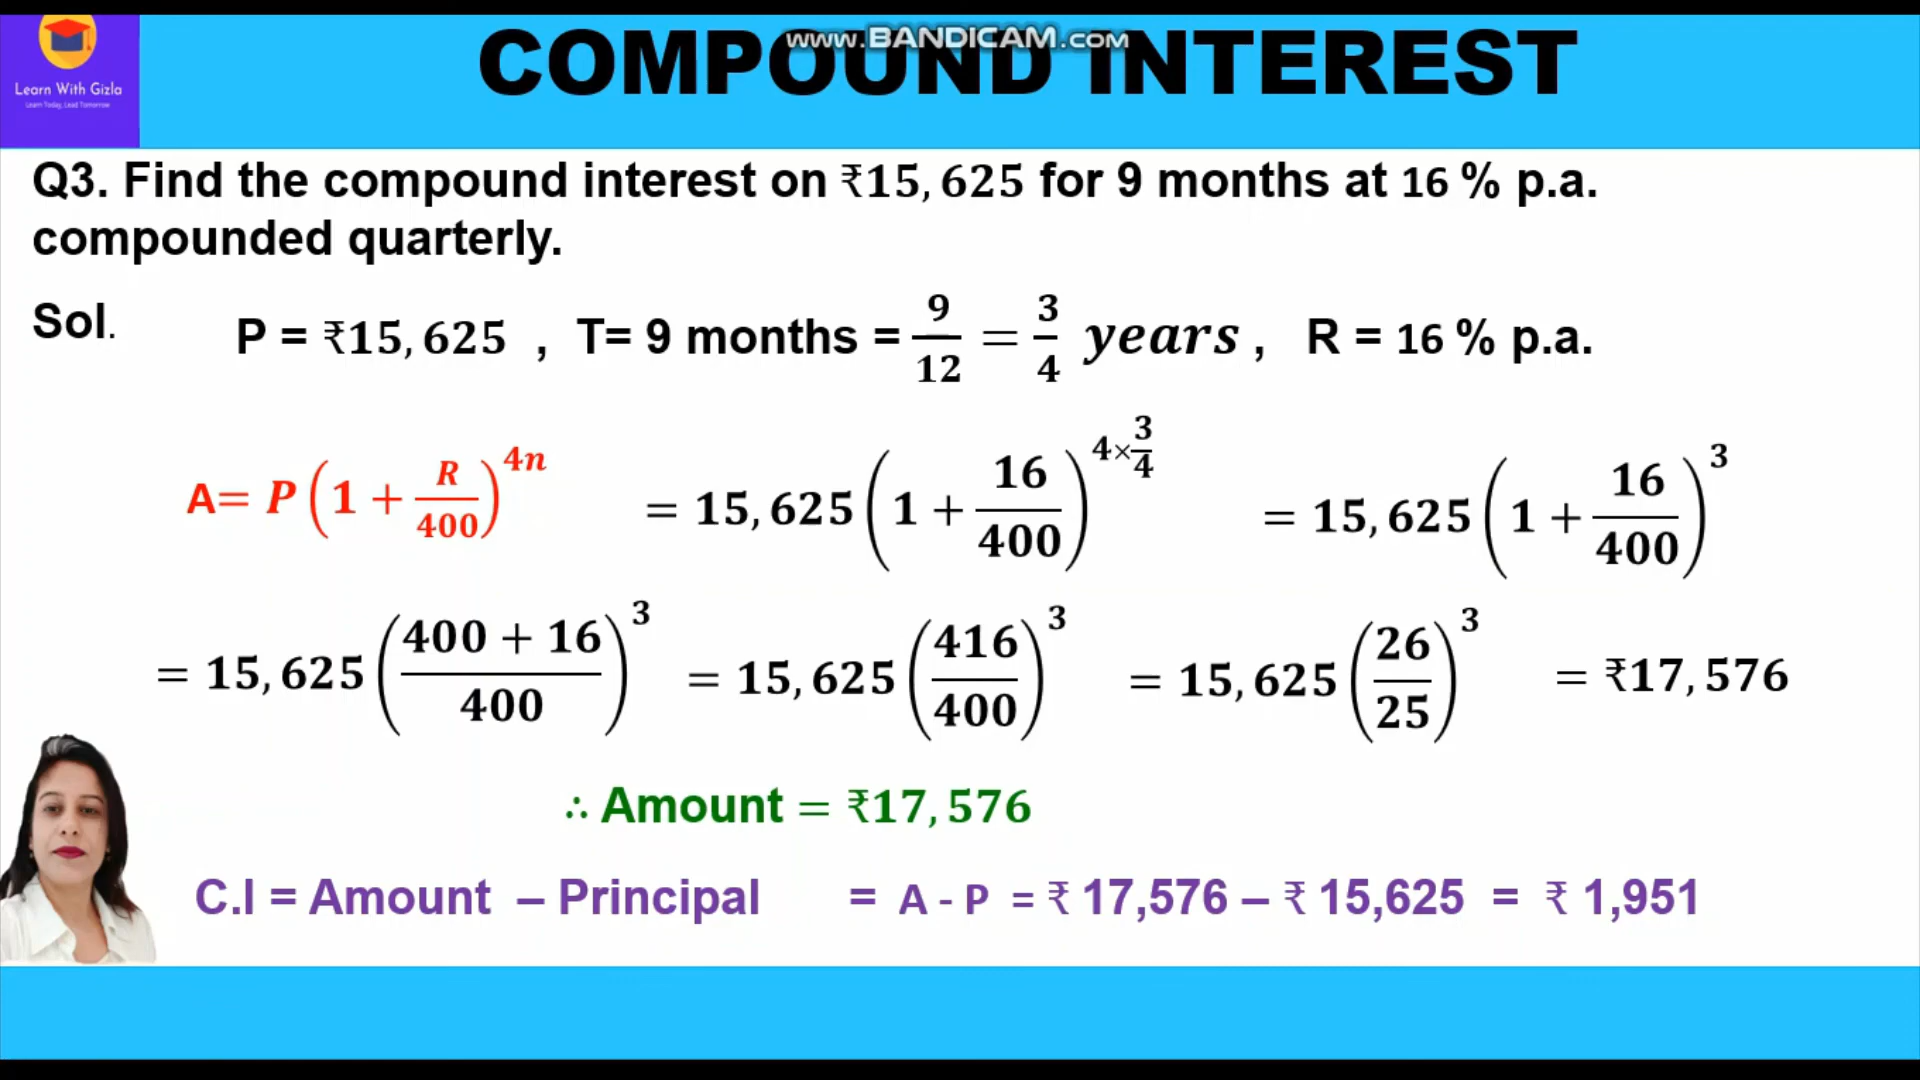 www.BANDICAM.com
COMPOUND INTEREST
Learn With Gizla
Learn Today, Lead Tomorrow
Q3. Find the compound interest on ₹15,625 for 9 months at 16 % p.a.
compounded quarterly.
Sol. P = ₹15,625 , T= 9 months = 9/12 = 3/4 years , R = 16 % p.a.
A= P(1 + R/400)^4n = 15,625(1 + 16/400)^4×3/4 = 15,625(1 + 16/400)^3
= 15,625((400 + 16)/400)^3 = 15,625(416/400)^3 = 15,625(26/25)^3 = ₹17,576
∴ Amount = ₹17,576
C.I = Amount – Principal = A - P = ₹ 17,576 – ₹ 15,625 = ₹ 1,951